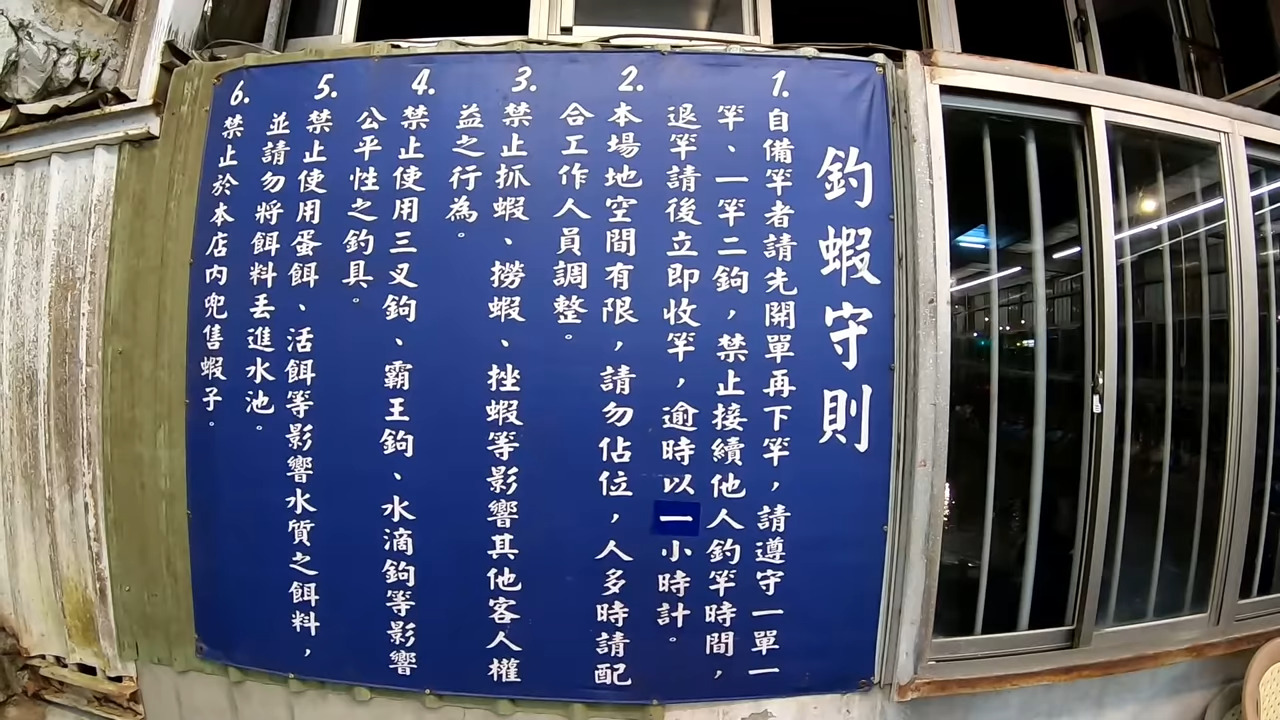 釣蝦守則
1.自備竿者請先開單再下竿，請遵守一單一
竿、一竿二鉤，禁止接續他人釣竿時間，
退竿請後立即收竿，逾時以一小時計。
2.本場地空間有限，請勿佔位，人多時請配
合工作人員調整。
3.禁止抓蝦、撈蝦、挫蝦等影響其他客人權
益之行為。
4.禁止使用三叉鉤、霸王鉤、水滴鉤等影響
公平性之釣具。
5.禁止使用蛋餌、活餌等影響水質之餌料，
並請勿將餌料丟進水池。
6.禁止於本店內兜售蝦子。